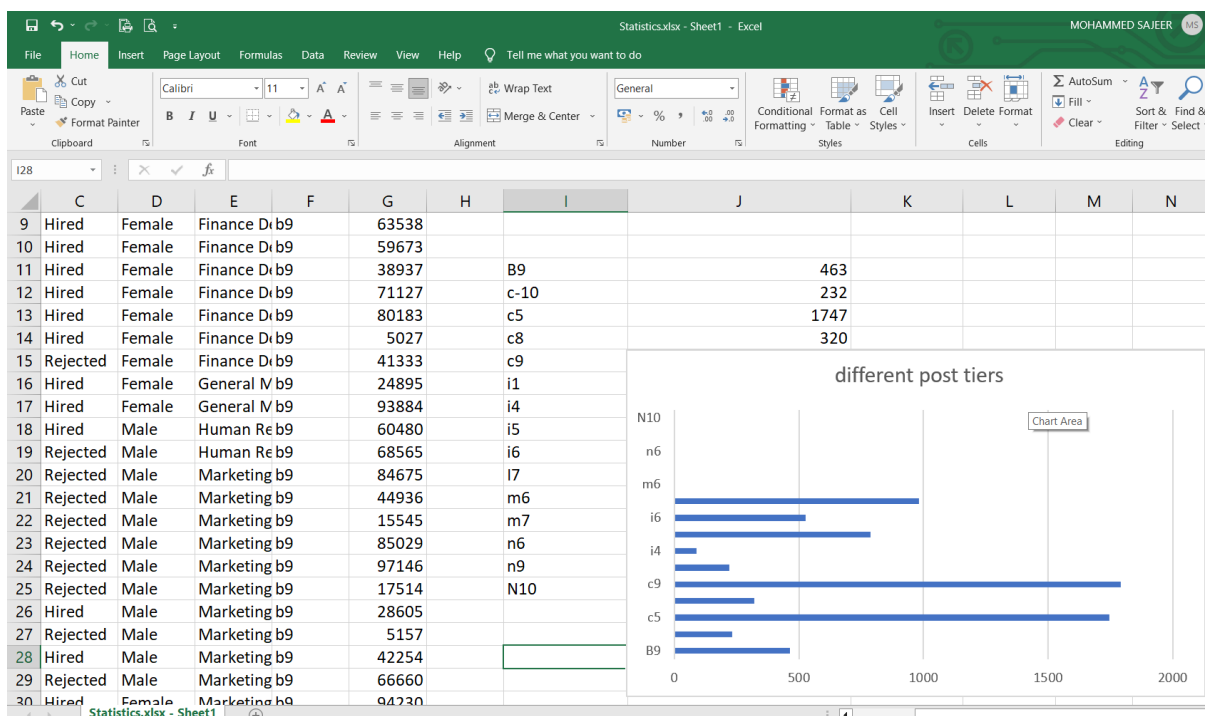 Statistics.xlsx - Sheet1 - Excel MOHAMMED SAJEER MS
File Home Insert Page Layout Formulas Data Review View Help Tell me what you want to do
Cut
Copy
Format Painter
Paste
Calibri 11 A A
B I U A
ab Wrap Text
Merge & Center
General
% , .00
Conditional Formatting Format as Table Cell Styles
Insert Delete Format
AutoSum
Fill
Clear
Sort & Filter Find & Select
Clipboard Font Alignment Number Styles Cells Editing
I28 fx
C D E F G H I J K L M N
9 Hired Female Finance De b9 63538
10 Hired Female Finance De b9 59673
11 Hired Female Finance De b9 38937 B9 463
12 Hired Female Finance De b9 71127 c-10 232
13 Hired Female Finance De b9 80183 c5 1747
14 Hired Female Finance De b9 5027 c8 320
15 Rejected Female Finance De b9 41333 c9
16 Hired Female General M b9 24895 i1
17 Hired Female General M b9 93884 i4
18 Hired Male Human Re b9 60480 i5
19 Rejected Male Human Re b9 68565 i6
20 Rejected Male Marketing b9 84675 I7
21 Rejected Male Marketing b9 44936 m6
22 Rejected Male Marketing b9 15545 m7
23 Rejected Male Marketing b9 85029 n6
24 Rejected Male Marketing b9 97146 n9
25 Rejected Male Marketing b9 17514 N10
26 Hired Male Marketing b9 28605
27 Rejected Male Marketing b9 5157
28 Hired Male Marketing b9 42254
29 Rejected Male Marketing b9 66660
30 Hired Female Marketing b9 94230
different post tiers
Chart Area
N10
n6
m6
i6
i4
c9
c5
B9
0 500 1000 1500 2000
Statistics.xlsx - Sheet1